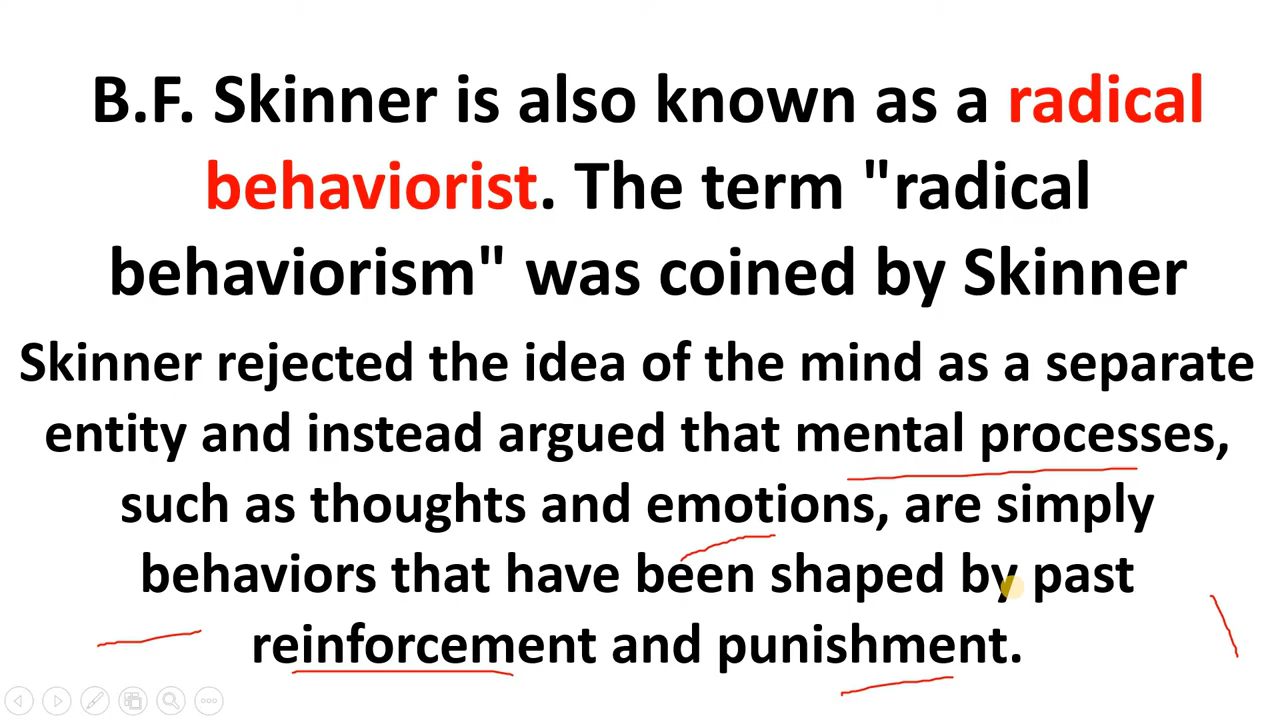 B.F. Skinner is also known as a radical
behaviorist. The term "radical
behaviorism" was coined by Skinner
Skinner rejected the idea of the mind as a separate
entity and instead argued that mental processes,
such as thoughts and emotions, are simply
behaviors that have been shaped by past
reinforcement and punishment.